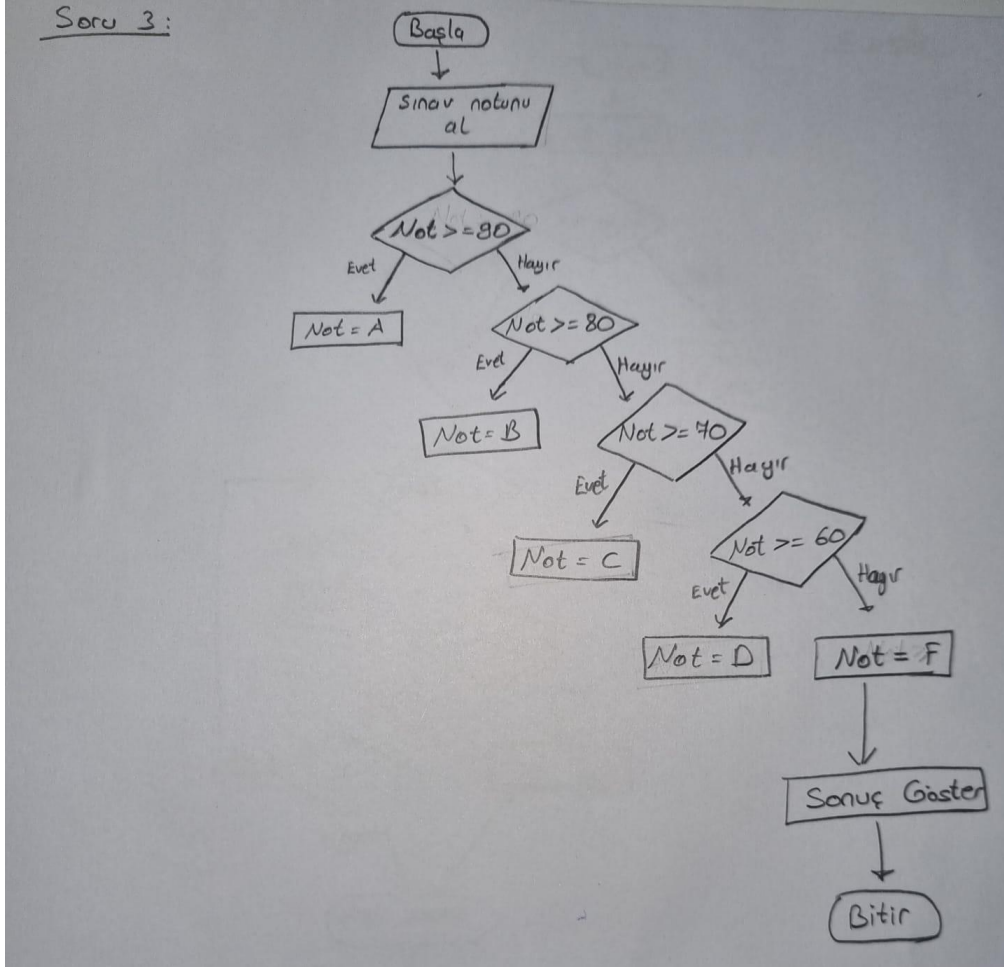 Soru 3:
Başla
Sınav notunu
al
Not >= 90
Evet
Hayır
Not = A
Not >= 80
Evet
Hayır
Not = B
Not >= 70
Evet
Hayır
Not = C
Not >= 60
Evet
Hayır
Not = D
Not = F
Sonuç Göster
Bitir